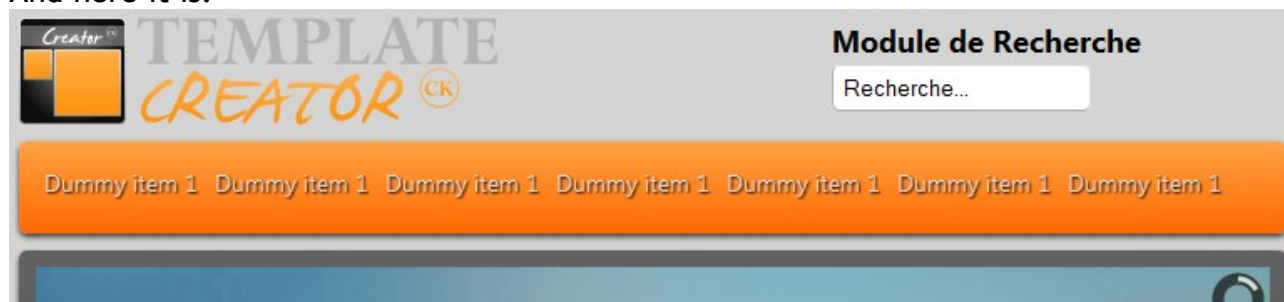 And here it is:
Creator CK
TEMPLATE
CREATOR CK
Module de Recherche
Recherche...
Dummy item 1 Dummy item 1 Dummy item 1 Dummy item 1 Dummy item 1 Dummy item 1 Dummy item 1